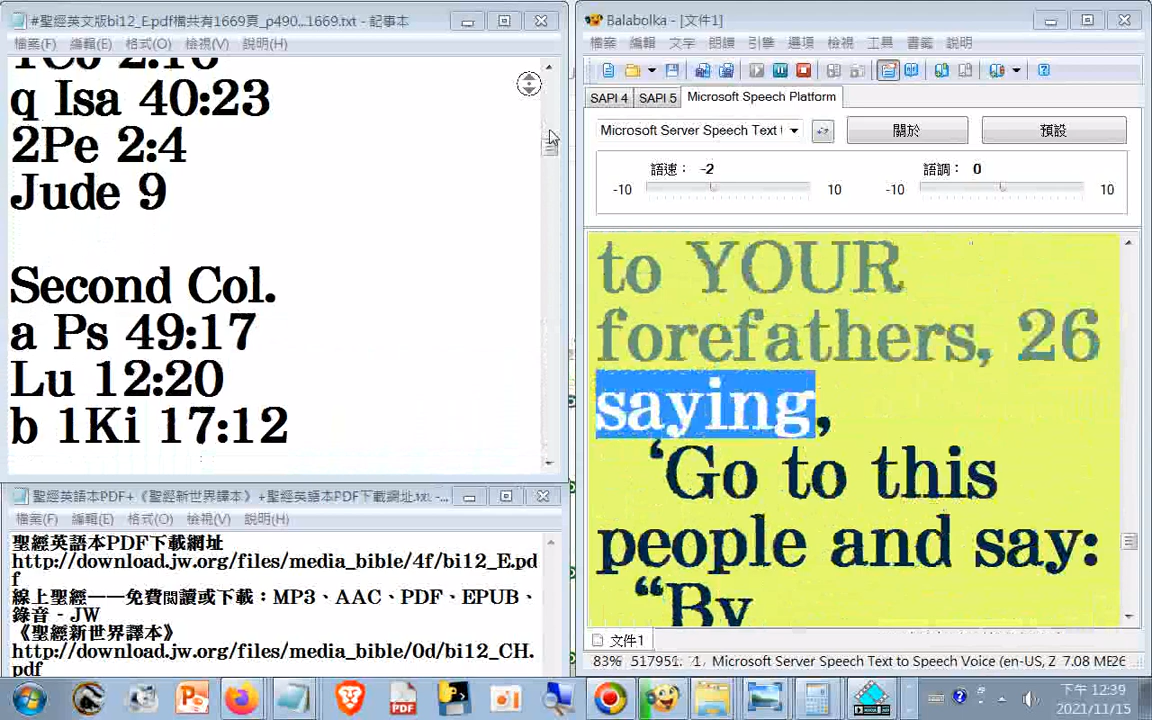 #聖經英文版bi12_E.pdf橫共有1669頁_p490...1669.txt - 記事本
檔案(F) 編輯(E) 格式(O) 檢視(V) 說明(H)
1Co 2:16
q Isa 40:23
2Pe 2:4
Jude 9
Second Col.
a Ps 49:17
Lu 12:20
b 1Ki 17:12
聖經英語本PDF+《聖經新世界譯本》+聖經英語本PDF下載網址.txt -...
檔案(F) 編輯(E) 格式(O) 檢視(V) 說明(H)
聖經英語本PDF下載網址
http://download.jw.org/files/media_bible/4f/bi12_E.pd
f
線上聖經——免費閱讀或下載：MP3、AAC、PDF、EPUB、
錄音 - JW
《聖經新世界譯本》
http://download.jw.org/files/media_bible/0d/bi12_CH.
pdf
Balabolka - [文件1]
檔案 編輯 文字 朗讀 引擎 選項 檢視 工具 書籤 說明
SAPI 4 SAPI 5 Microsoft Speech Platform
Microsoft Server Speech Text 關於 預設
語速： -2 語調： 0
-10 10 -10 10
to YOUR
forefathers, 26
saying,
‘Go to this
people and say:
“By
文件1
83% 517951: 1 Microsoft Server Speech Text to Speech Voice (en-US, Z 7.08 ME26
下午 12:39
2021/11/15